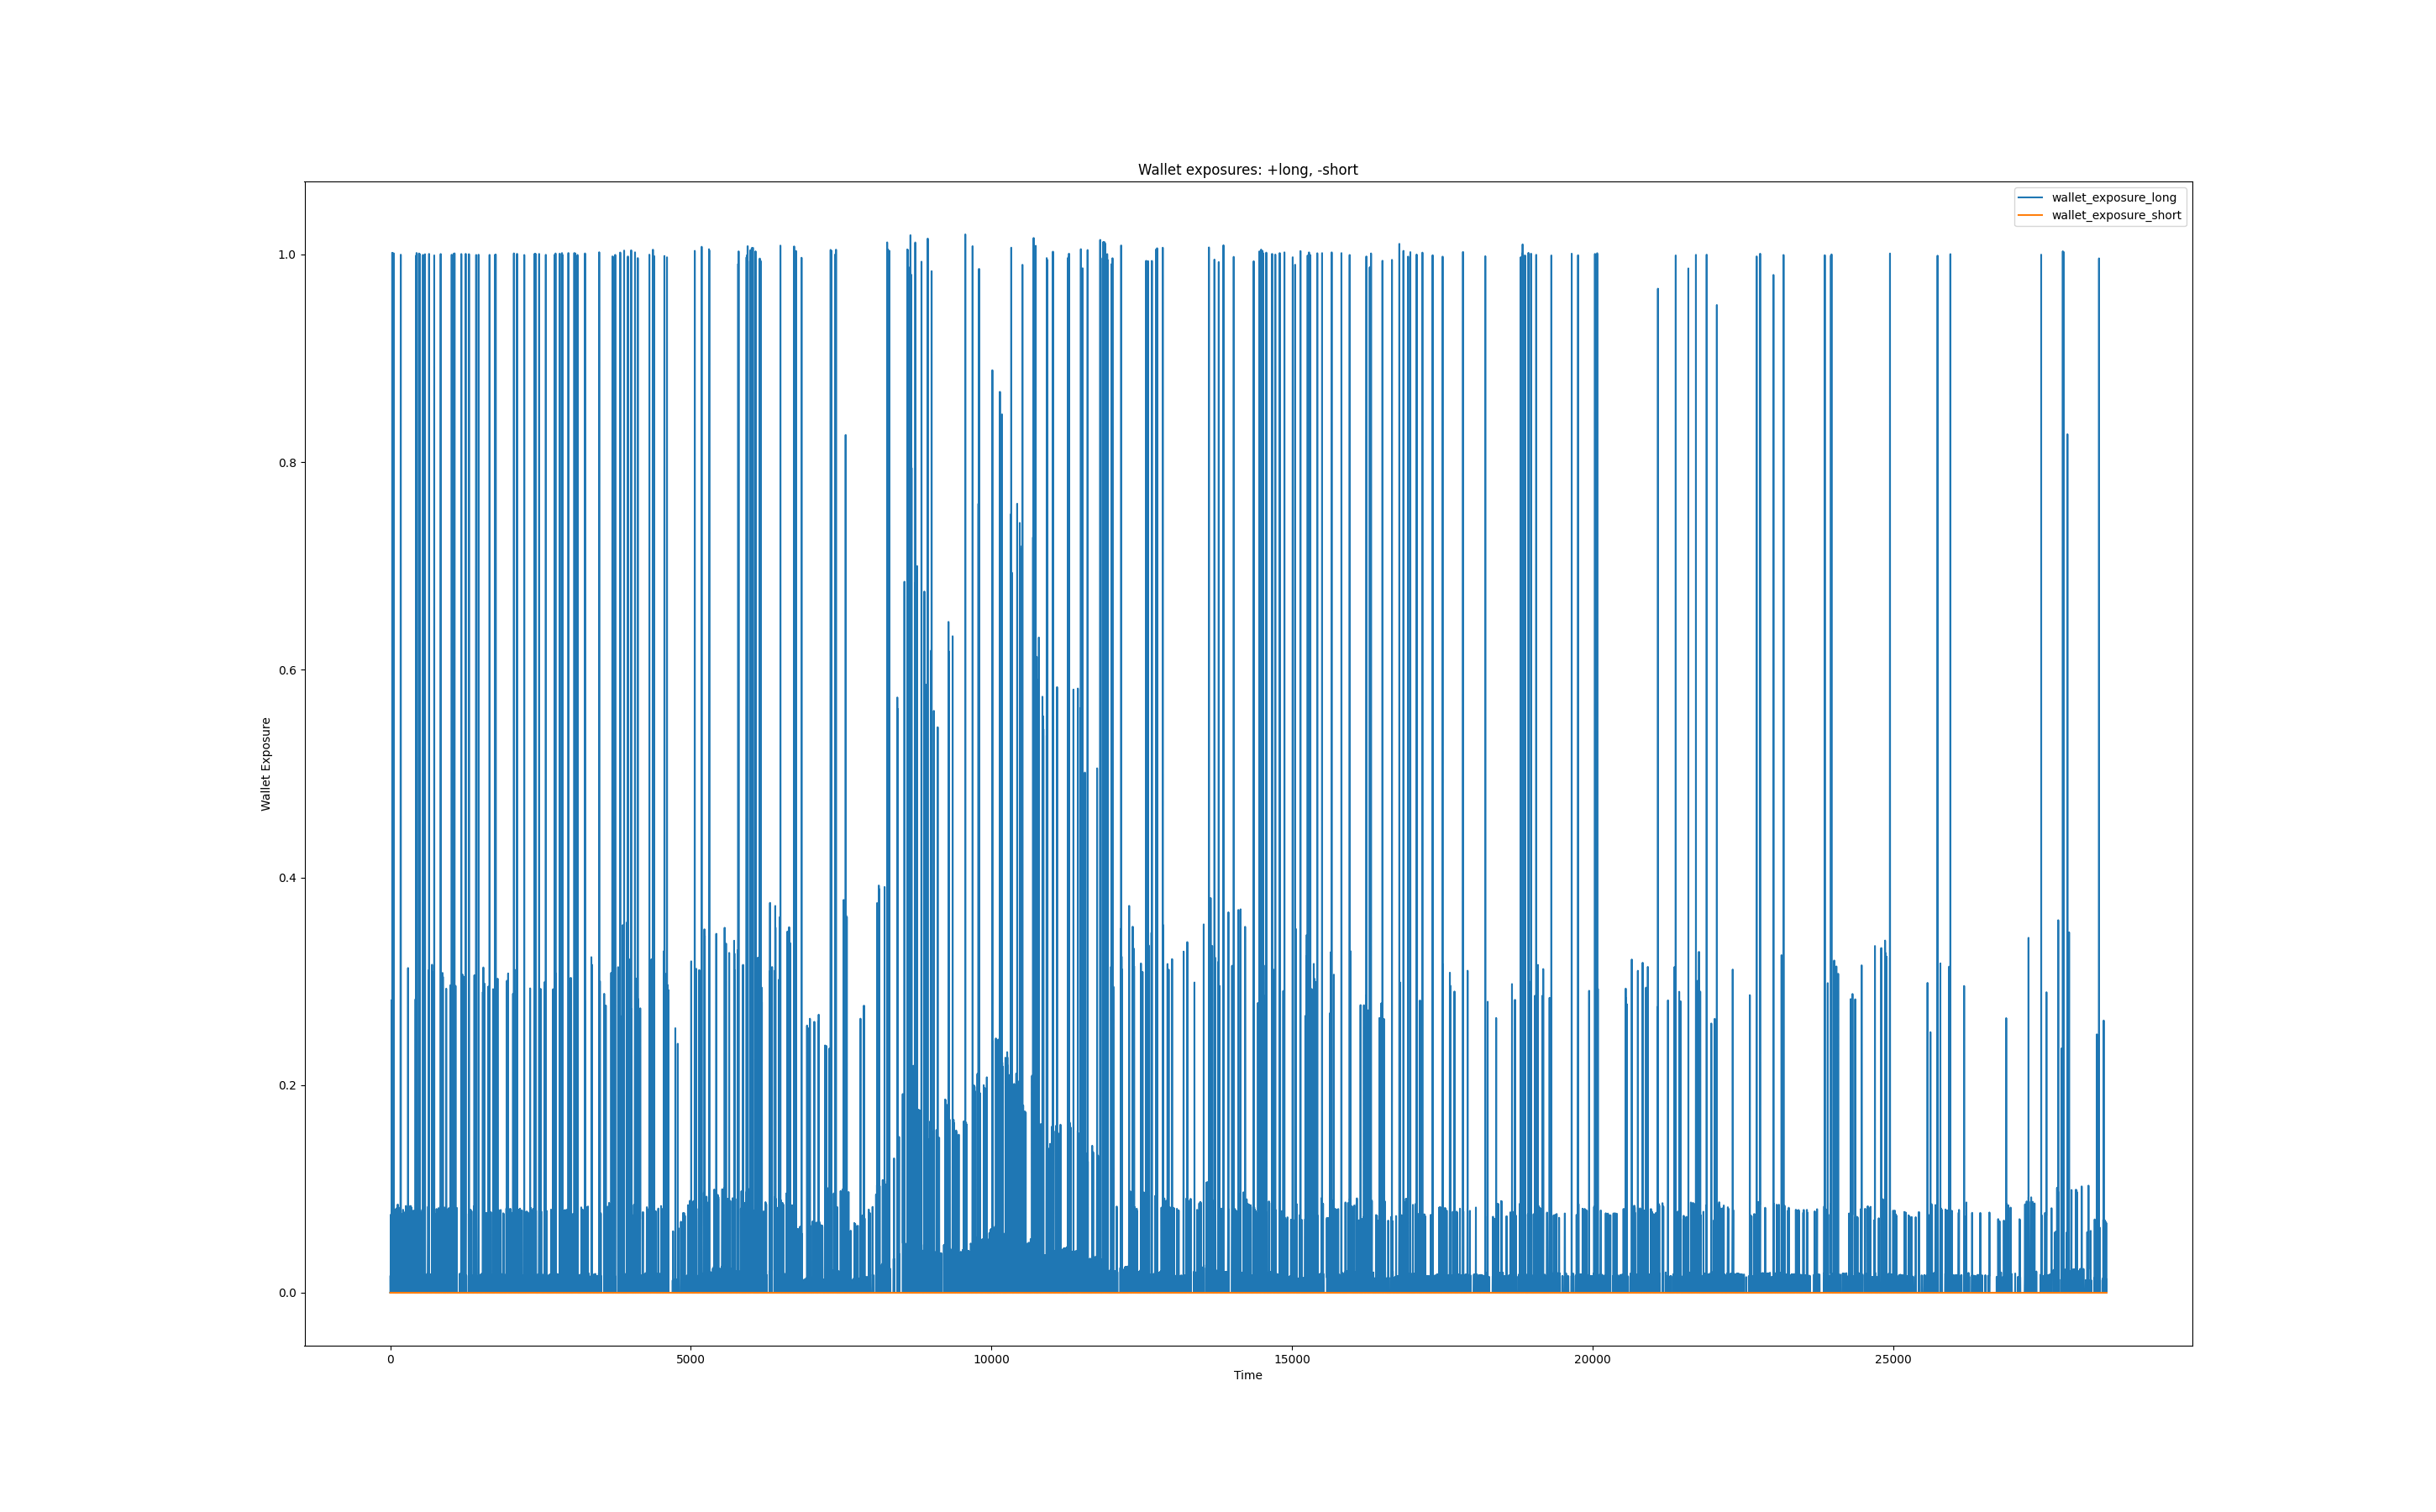 Wallet exposures: +long, -short
wallet_exposure_long
wallet_exposure_short
1.0
0.8
0.6
0.4
0.2
0.0
Wallet Exposure
0 5000 10000 15000 20000 25000
Time